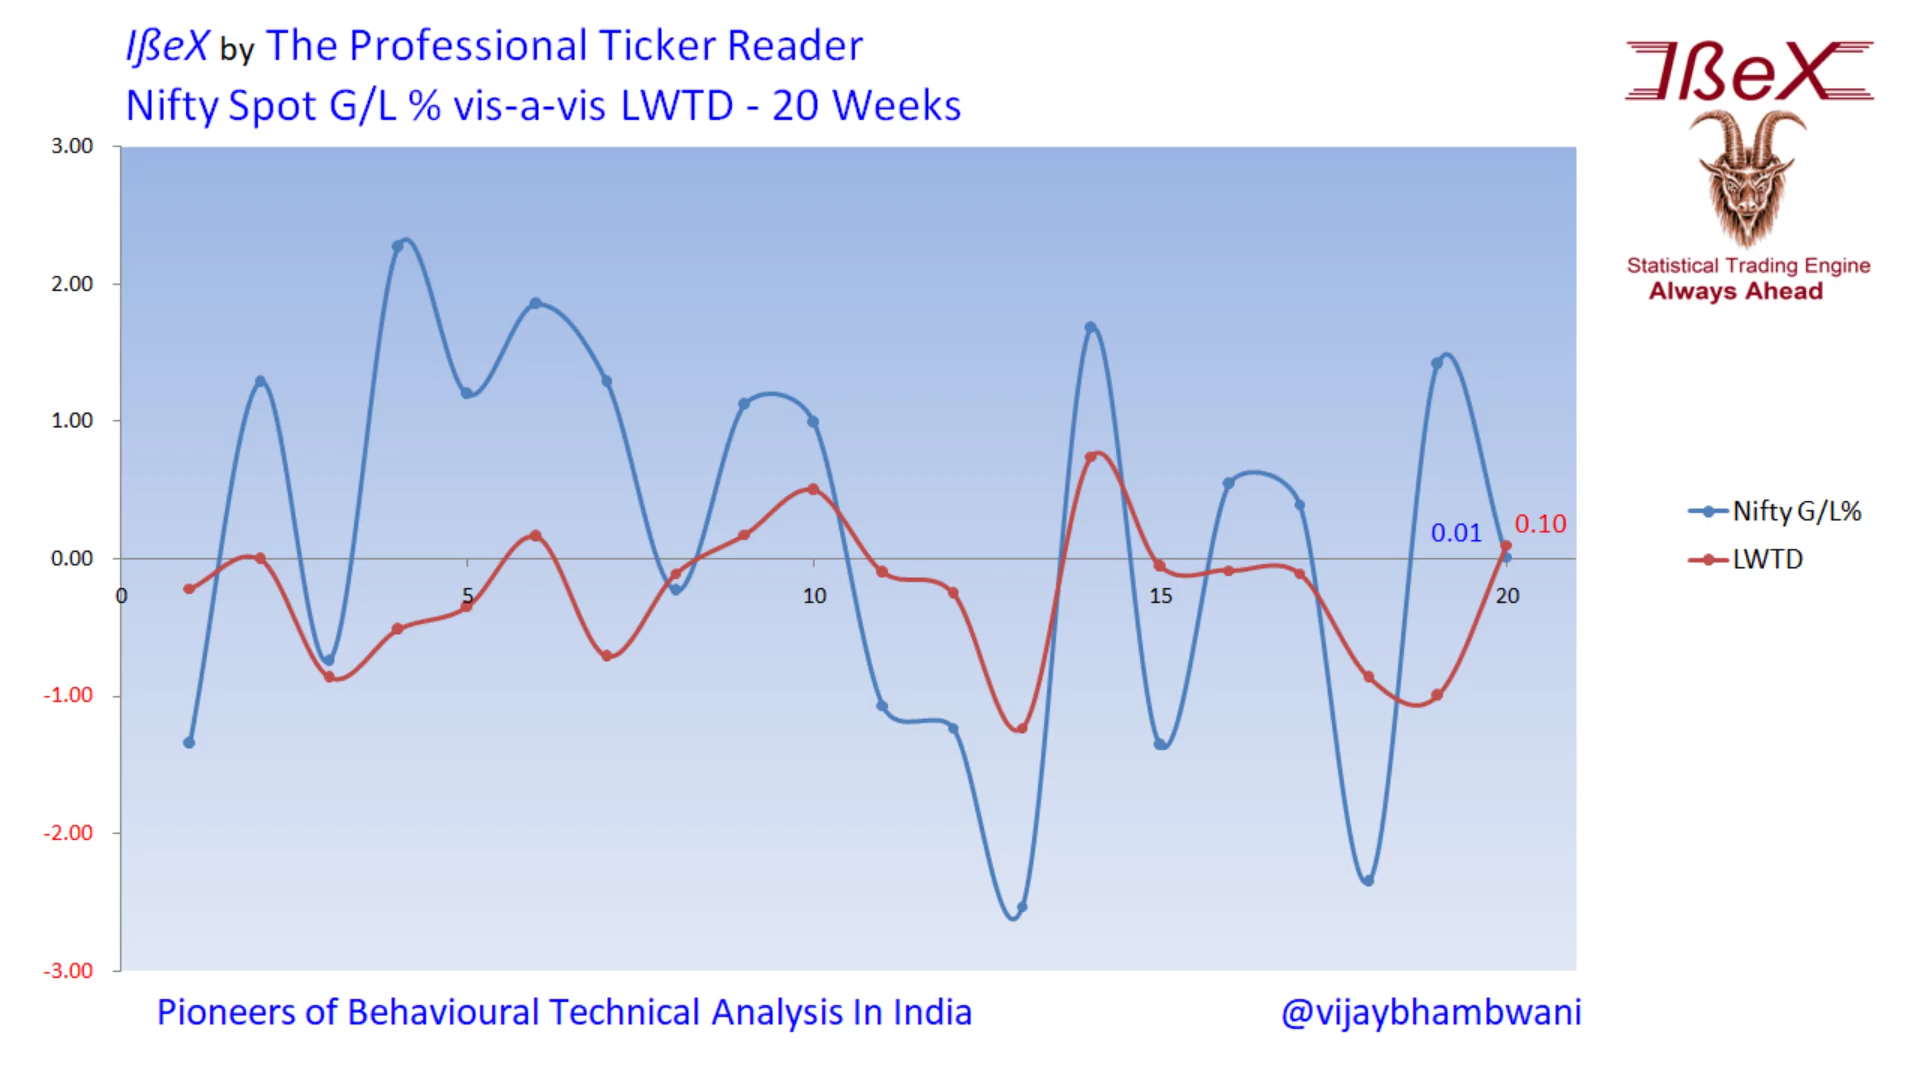 IßeX by The Professional Ticker Reader
Nifty Spot G/L % vis-a-vis LWTD - 20 Weeks
IßeX
Statistical Trading Engine
Always Ahead
3.00
2.00
1.00
0.00
-1.00
-2.00
-3.00
0
5
10
15
20
0.01
0.10
Nifty G/L%
LWTD
Pioneers of Behavioural Technical Analysis In India
@vijaybhambwani